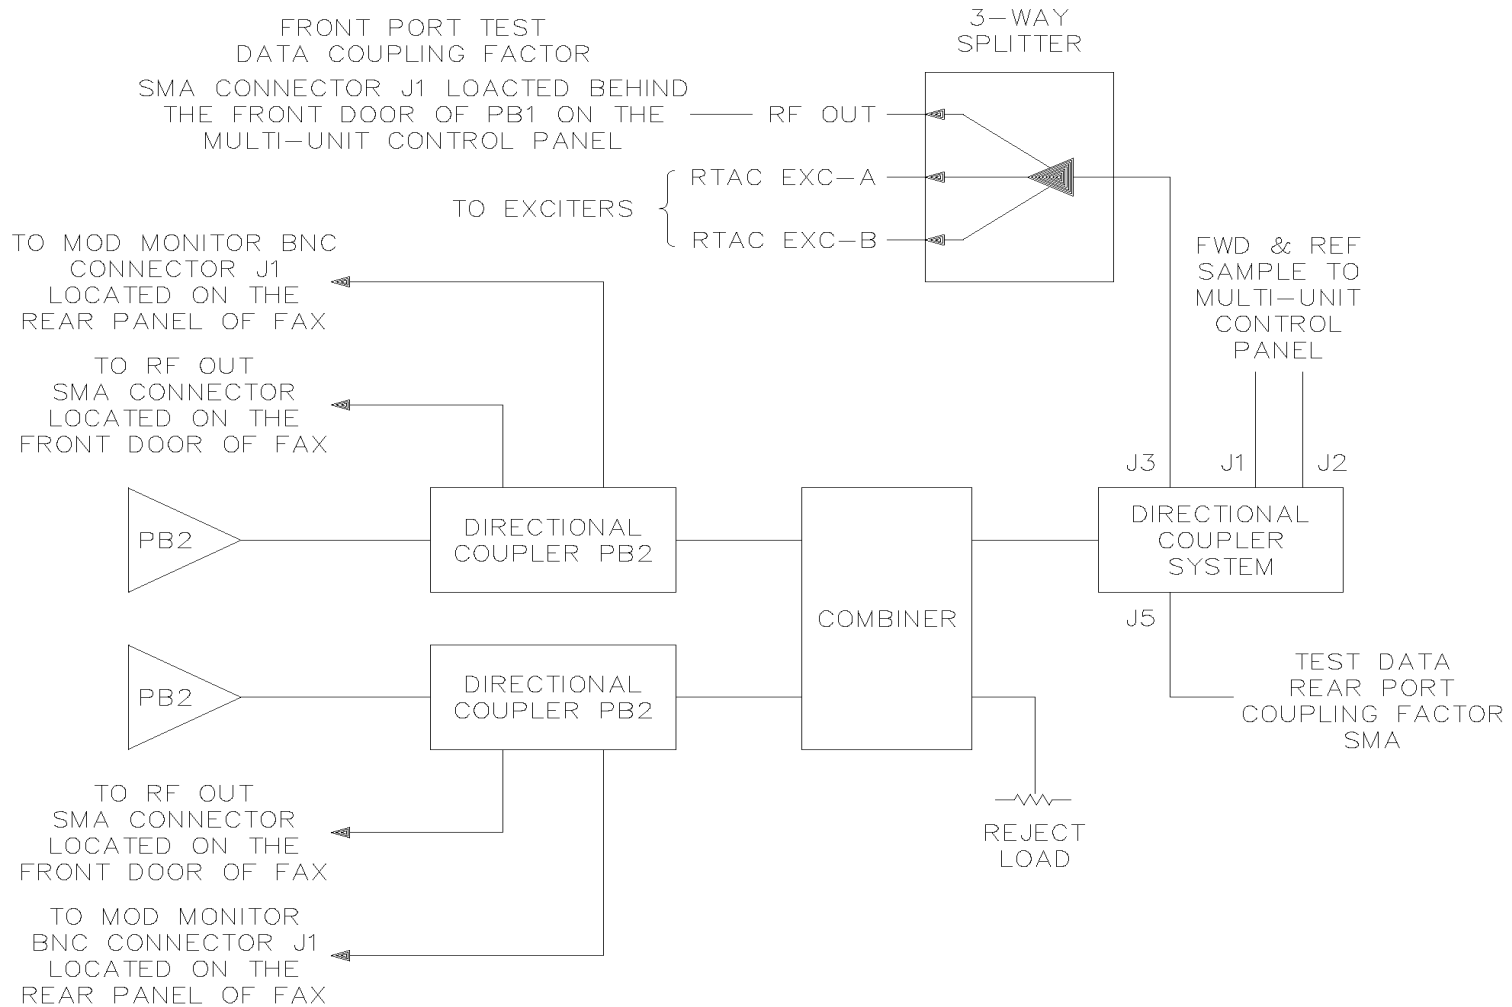 FRONT PORT TEST
DATA COUPLING FACTOR
SMA CONNECTOR J1 LOACTED BEHIND
THE FRONT DOOR OF PB1 ON THE
MULTI-UNIT CONTROL PANEL
3-WAY
SPLITTER
RF OUT
RTAC EXC-A
TO EXCITERS
RTAC EXC-B
TO MOD MONITOR BNC
CONNECTOR J1
LOCATED ON THE
REAR PANEL OF FAX
FWD & REF
SAMPLE TO
MULTI-UNIT
CONTROL
PANEL
TO RF OUT
SMA CONNECTOR
LOCATED ON THE
FRONT DOOR OF FAX
J3
J1
J2
PB2
DIRECTIONAL
COUPLER PB2
DIRECTIONAL
COUPLER
SYSTEM
COMBINER
J5
PB2
DIRECTIONAL
COUPLER PB2
TEST DATA
REAR PORT
COUPLING FACTOR
SMA
TO RF OUT
SMA CONNECTOR
LOCATED ON THE
FRONT DOOR OF FAX
REJECT
LOAD
TO MOD MONITOR
BNC CONNECTOR J1
LOCATED ON THE
REAR PANEL OF FAX